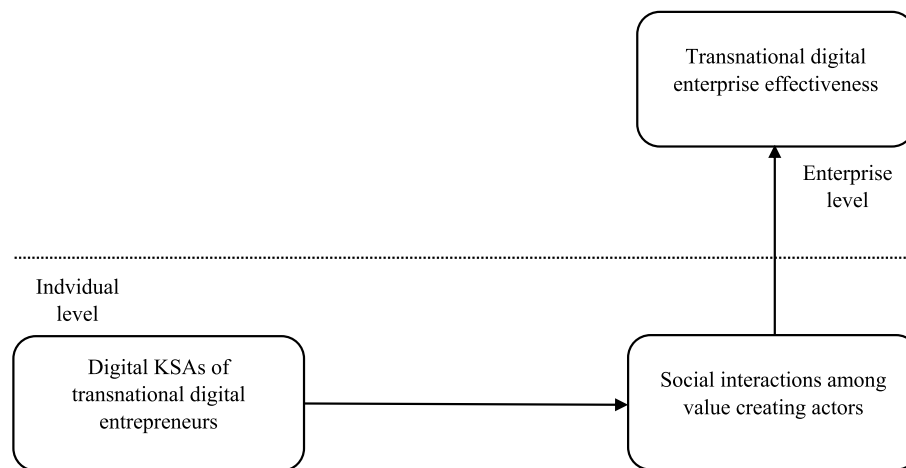 Transnational digital
enterprise effectiveness
Enterprise
level
Indvidual
level
Digital KSAs of
transnational digital
entrepreneurs
Social interactions among
value creating actors